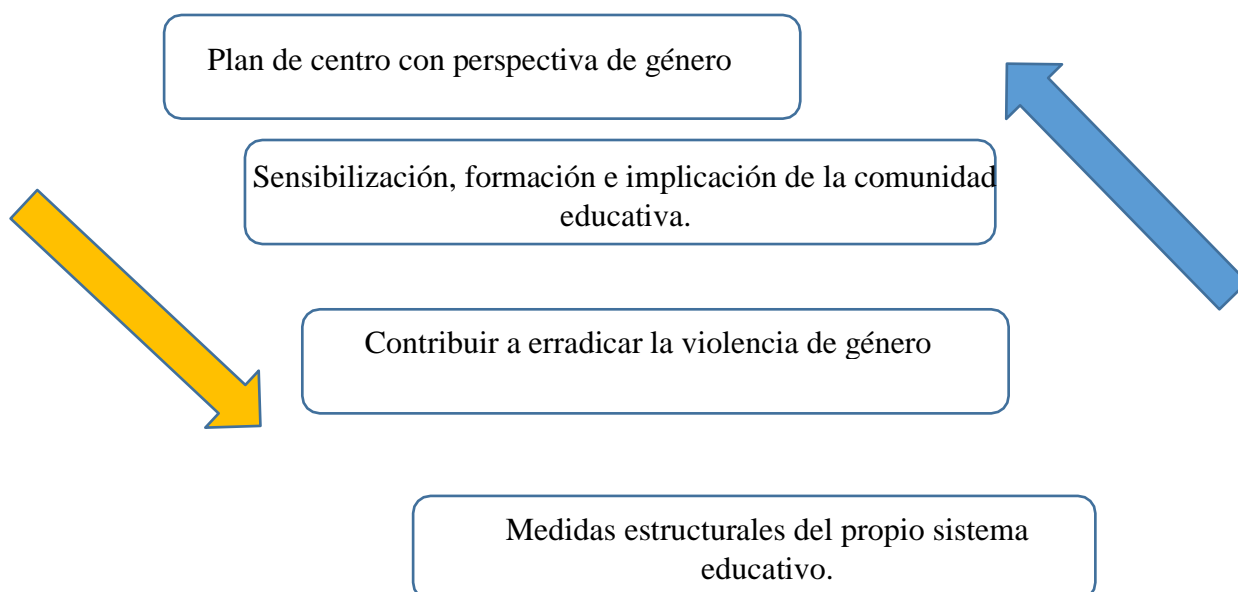 Plan de centro con perspectiva de género
Sensibilización, formación e implicación de la comunidad
educativa.
Contribuir a erradicar la violencia de género
Medidas estructurales del propio sistema
educativo.